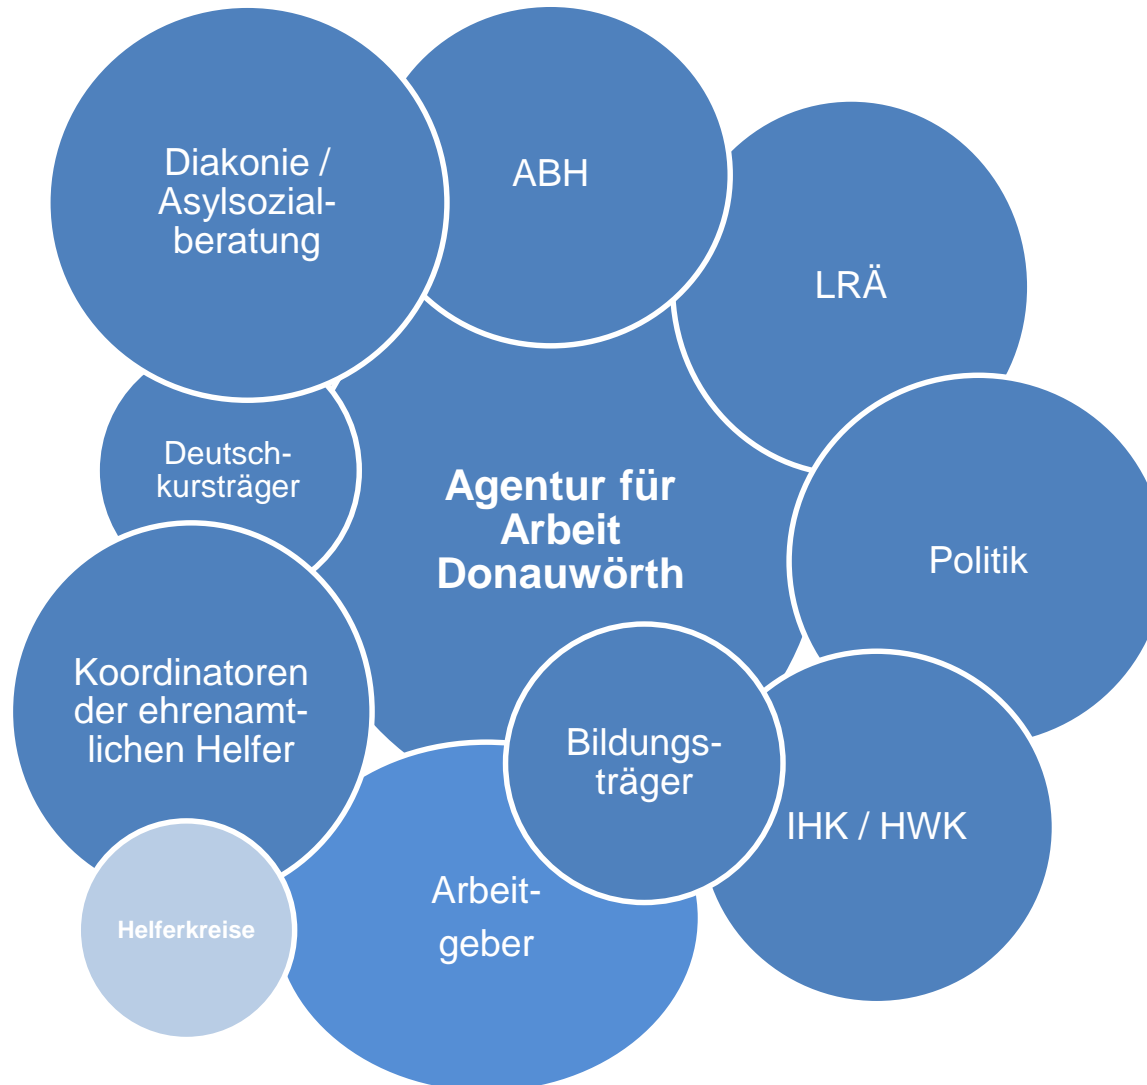 Diakonie /
Asylsozial-
beratung
ABH
LRÄ
Deutsch-
kursträger
Agentur für
Arbeit
Donauwörth
Politik
Koordinatoren
der ehrenamt-
lichen Helfer
Bildungs-
träger
IHK / HWK
Arbeit-
geber
Helferkreise